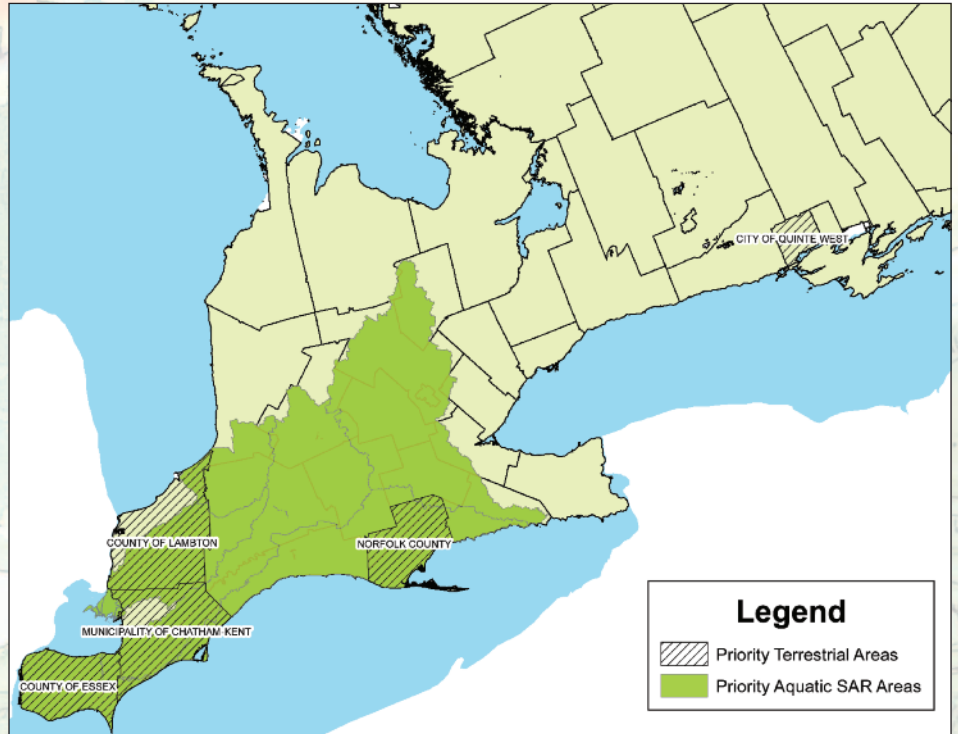 CITY OF QUINTE WEST
COUNTY OF LAMBTON
NORFOLK COUNTY
MUNICIPALITY OF CHATHAM-KENT
COUNTY OF ESSEX
Legend
Priority Terrestrial Areas
Priority Aquatic SAR Areas